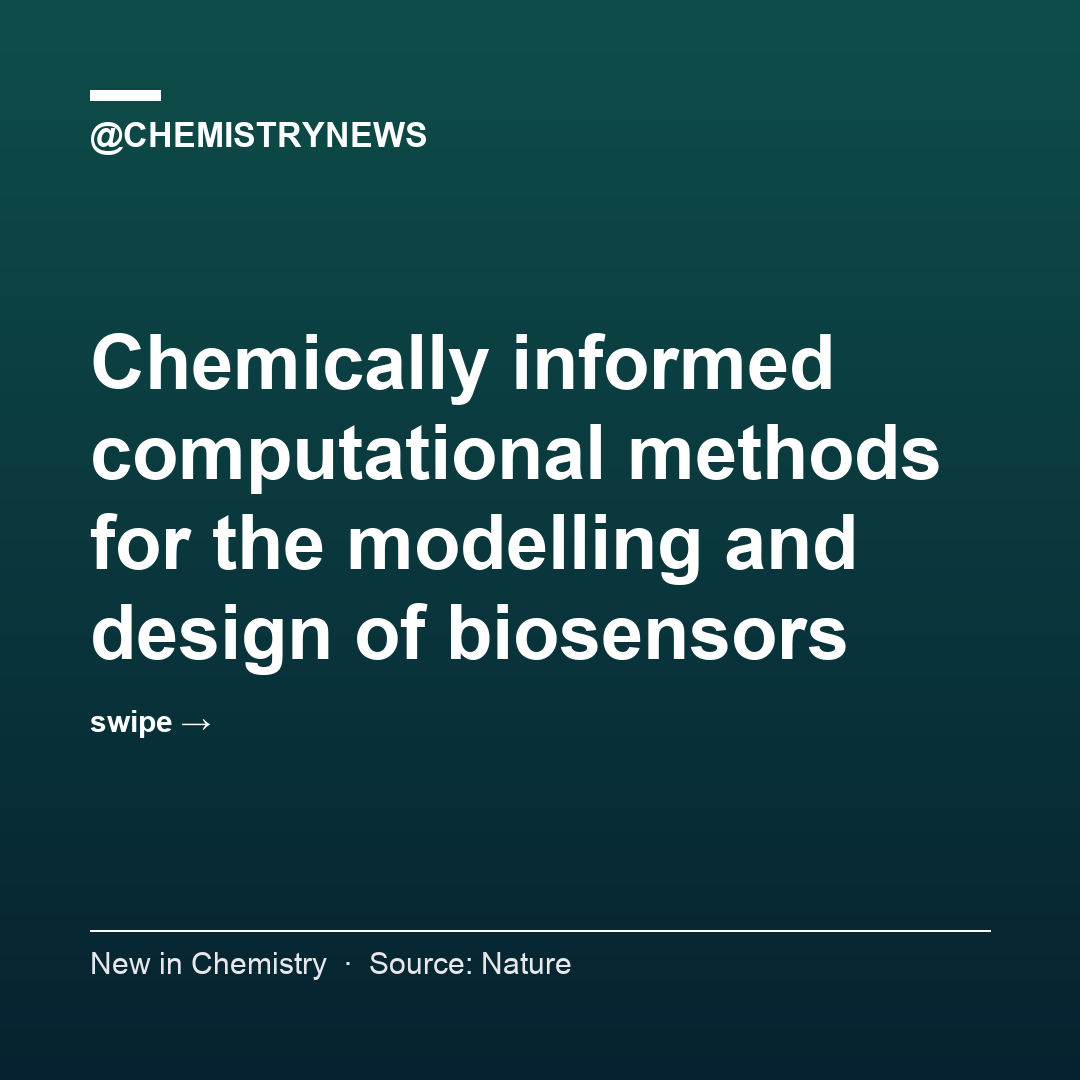 @CHEMISTRYNEWS
Chemically informed
computational methods
for the modelling and
design of biosensors
swipe →
New in Chemistry · Source: Nature